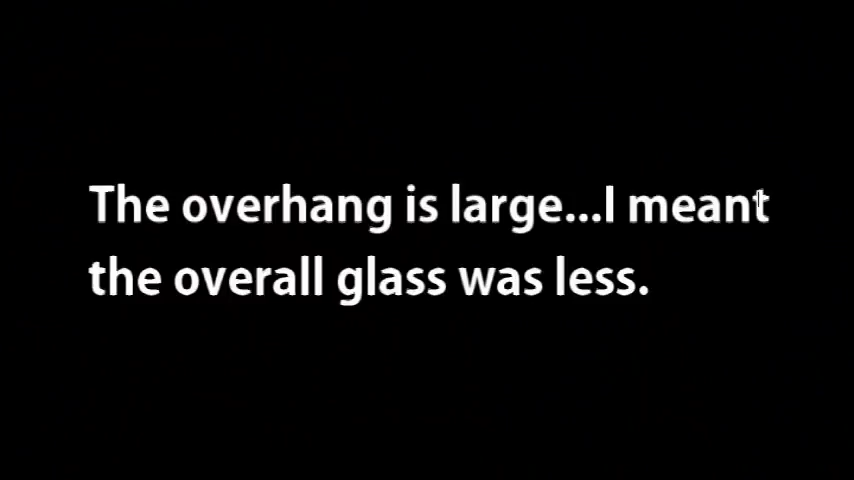 The overhang is large...I meant
the overall glass was less.